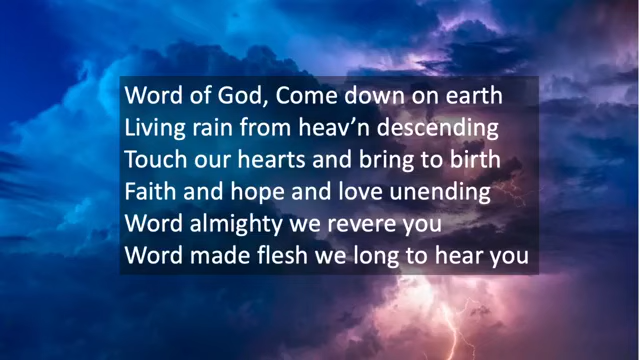 Word of God, Come down on earth
Living rain from heav’n descending
Touch our hearts and bring to birth
Faith and hope and love unending
Word almighty we revere you
Word made flesh we long to hear you